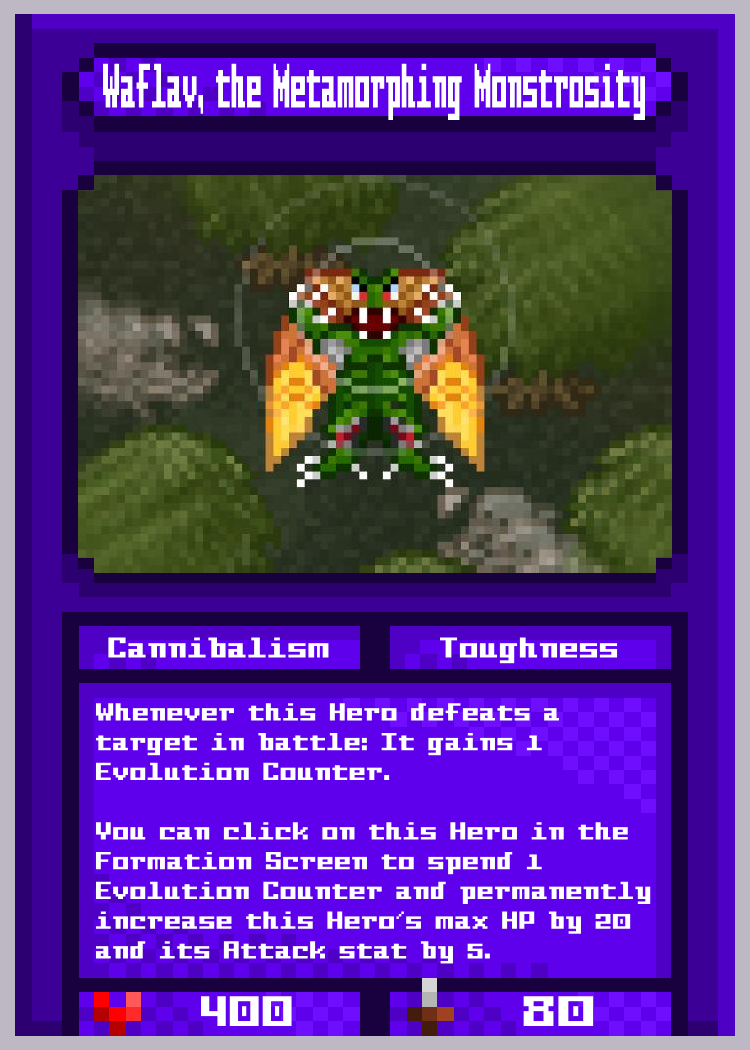 Waflav, the Metamorphing Monstrosity
Cannibalism
Toughness
Whenever this Hero defeats a
target in battle: It gains 1
Evolution Counter.
You can click on this Hero in the
Formation Screen to spend 1
Evolution Counter and permanently
increase this Hero's max HP by 20
and its Attack stat by 5.
400
80